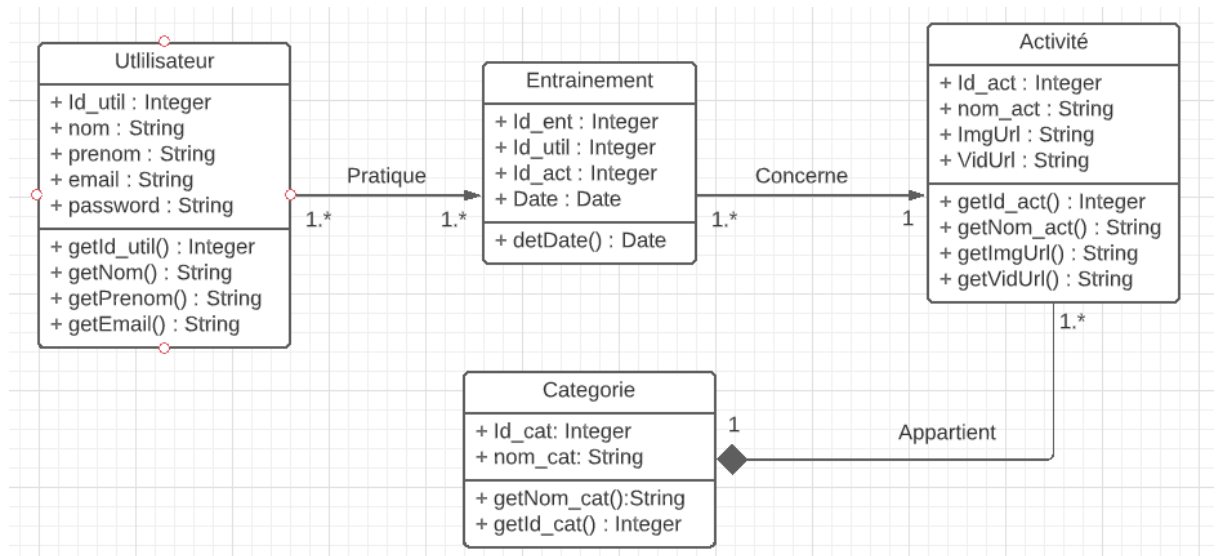 Utlilisateur
+ Id_util : Integer
+ nom : String
+ prenom : String
+ email : String
+ password : String
+ getId_util() : Integer
+ getNom() : String
+ getPrenom() : String
+ getEmail() : String
Pratique
1.*
1.*
Entrainement
+ Id_ent : Integer
+ Id_util : Integer
+ Id_act : Integer
+ Date : Date
+ detDate() : Date
Concerne
1.*
1
Activité
+ Id_act : Integer
+ nom_act : String
+ ImgUrl : String
+ VidUrl : String
+ getId_act() : Integer
+ getNom_act() : String
+ getImgUrl() : String
+ getVidUrl() : String
1.*
Categorie
+ Id_cat: Integer
+ nom_cat: String
+ getNom_cat():String
+ getId_cat() : Integer
1
Appartient